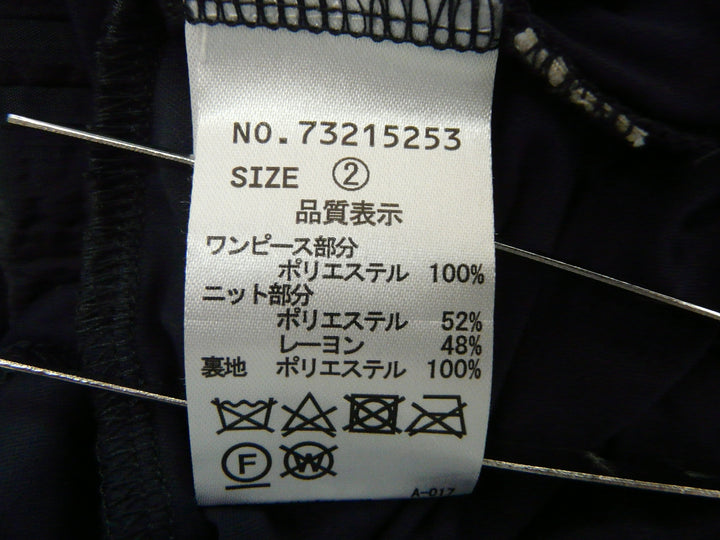 NO.73215253
SIZE ②
品質表示
ワンピース部分
ポリエステル 100%
ニット部分
ポリエステル 52%
レーヨン 48%
裏地 ポリエステル 100%
F W
A-017